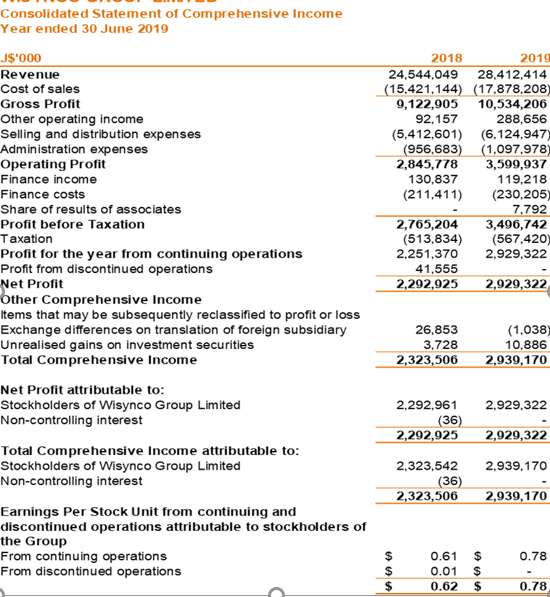 WISYNCO GROUP LIMITED
Consolidated Statement of Comprehensive Income
Year ended 30 June 2019
J$'000 2018 2019
Revenue 24,544,049 28,412,414
Cost of sales (15,421,144) (17,878,208)
Gross Profit 9,122,905 10,534,206
Other operating income 92,157 288,656
Selling and distribution expenses (5,412,601) (6,124,947)
Administration expenses (956,683) (1,097,978)
Operating Profit 2,845,778 3,599,937
Finance income 130,837 119,218
Finance costs (211,411) (230,205)
Share of results of associates - 7,792
Profit before Taxation 2,765,204 3,496,742
Taxation (513,834) (567,420)
Profit for the year from continuing operations 2,251,370 2,929,322
Profit from discontinued operations 41,555 -
Net Profit 2,292,925 2,929,322
Other Comprehensive Income
Items that may be subsequently reclassified to profit or loss
Exchange differences on translation of foreign subsidiary 26,853 (1,038)
Unrealised gains on investment securities 3,728 10,886
Total Comprehensive Income 2,323,506 2,939,170
Net Profit attributable to:
Stockholders of Wisynco Group Limited 2,292,961 2,929,322
Non-controlling interest (36) -
2,292,925 2,929,322
Total Comprehensive Income attributable to:
Stockholders of Wisynco Group Limited 2,323,542 2,939,170
Non-controlling interest (36) -
2,323,506 2,939,170
Earnings Per Stock Unit from continuing and
discontinued operations attributable to stockholders of
the Group
From continuing operations $ 0.61 $ 0.78
From discontinued operations $ 0.01 $ -
$ 0.62 $ 0.78